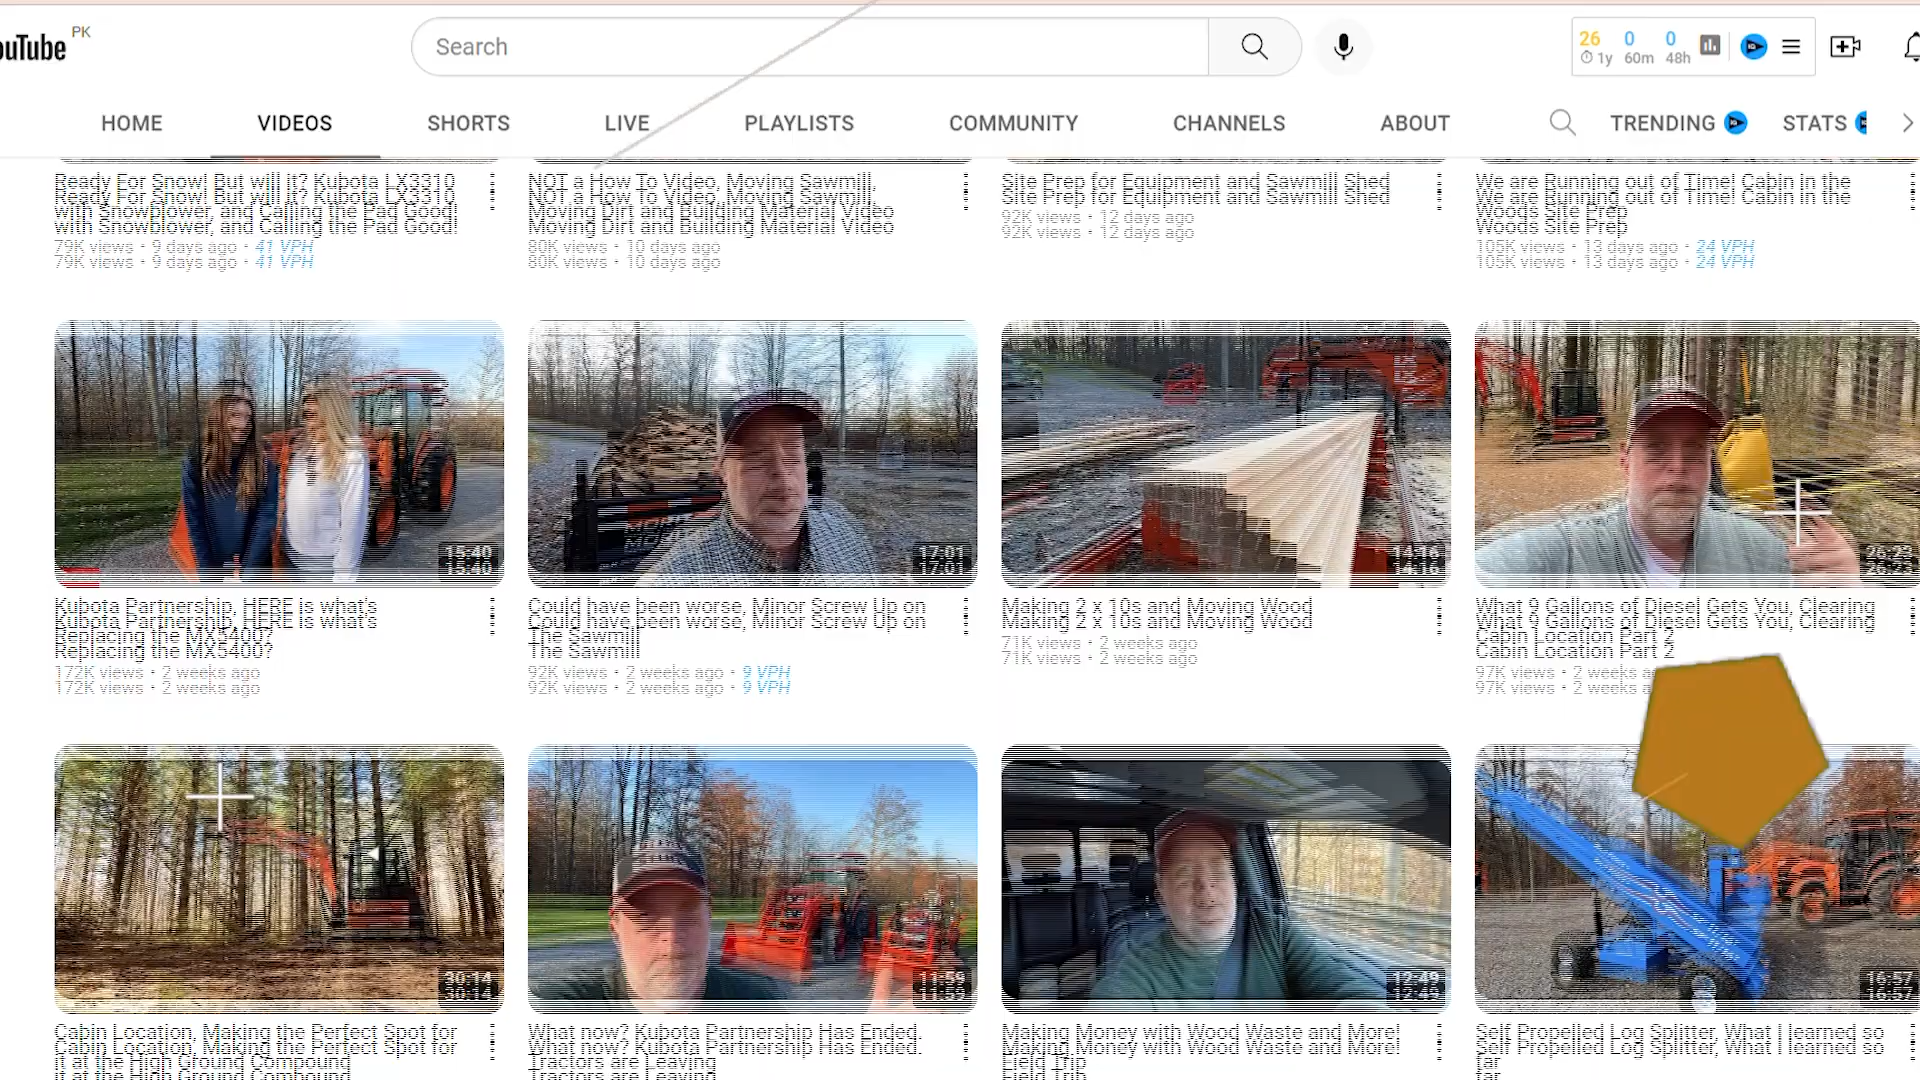 ouTube PK
Search
26 0 0
1y 60m 48h
HOME VIDEOS SHORTS LIVE PLAYLISTS COMMUNITY CHANNELS ABOUT TRENDING STATS
Ready For Snow! But will it? Kubota LX3310
with Snowblower, and Calling the Pad Good!
79K views • 9 days ago • 41 VPH
NOT a How To Video, Moving Sawmill,
Moving Dirt and Building Material Video
80K views • 10 days ago
Site Prep for Equipment and Sawmill Shed
92K views • 12 days ago
We are Running out of Time! Cabin in the
Woods Site Prep
105K views • 13 days ago • 24 VPH
15:40
Kubota Partnership, HERE is what's
Replacing the MX5400?
172K views • 2 weeks ago
17:01
Could have been worse, Minor Screw Up on
The Sawmill
92K views • 2 weeks ago • 9 VPH
14:16
Making 2 x 10s and Moving Wood
71K views • 2 weeks ago
26:23
What 9 Gallons of Diesel Gets You, Clearing
Cabin Location Part 2
97K views • 2 weeks
30:14
Cabin Location, Making the Perfect Spot for
it at the High Ground Compound
11:59
What now? Kubota Partnership Has Ended.
Tractors are Leaving
12:49
Making Money with Wood Waste and More!
Field Trip
16:57
Self Propelled Log Splitter, What I learned so
far